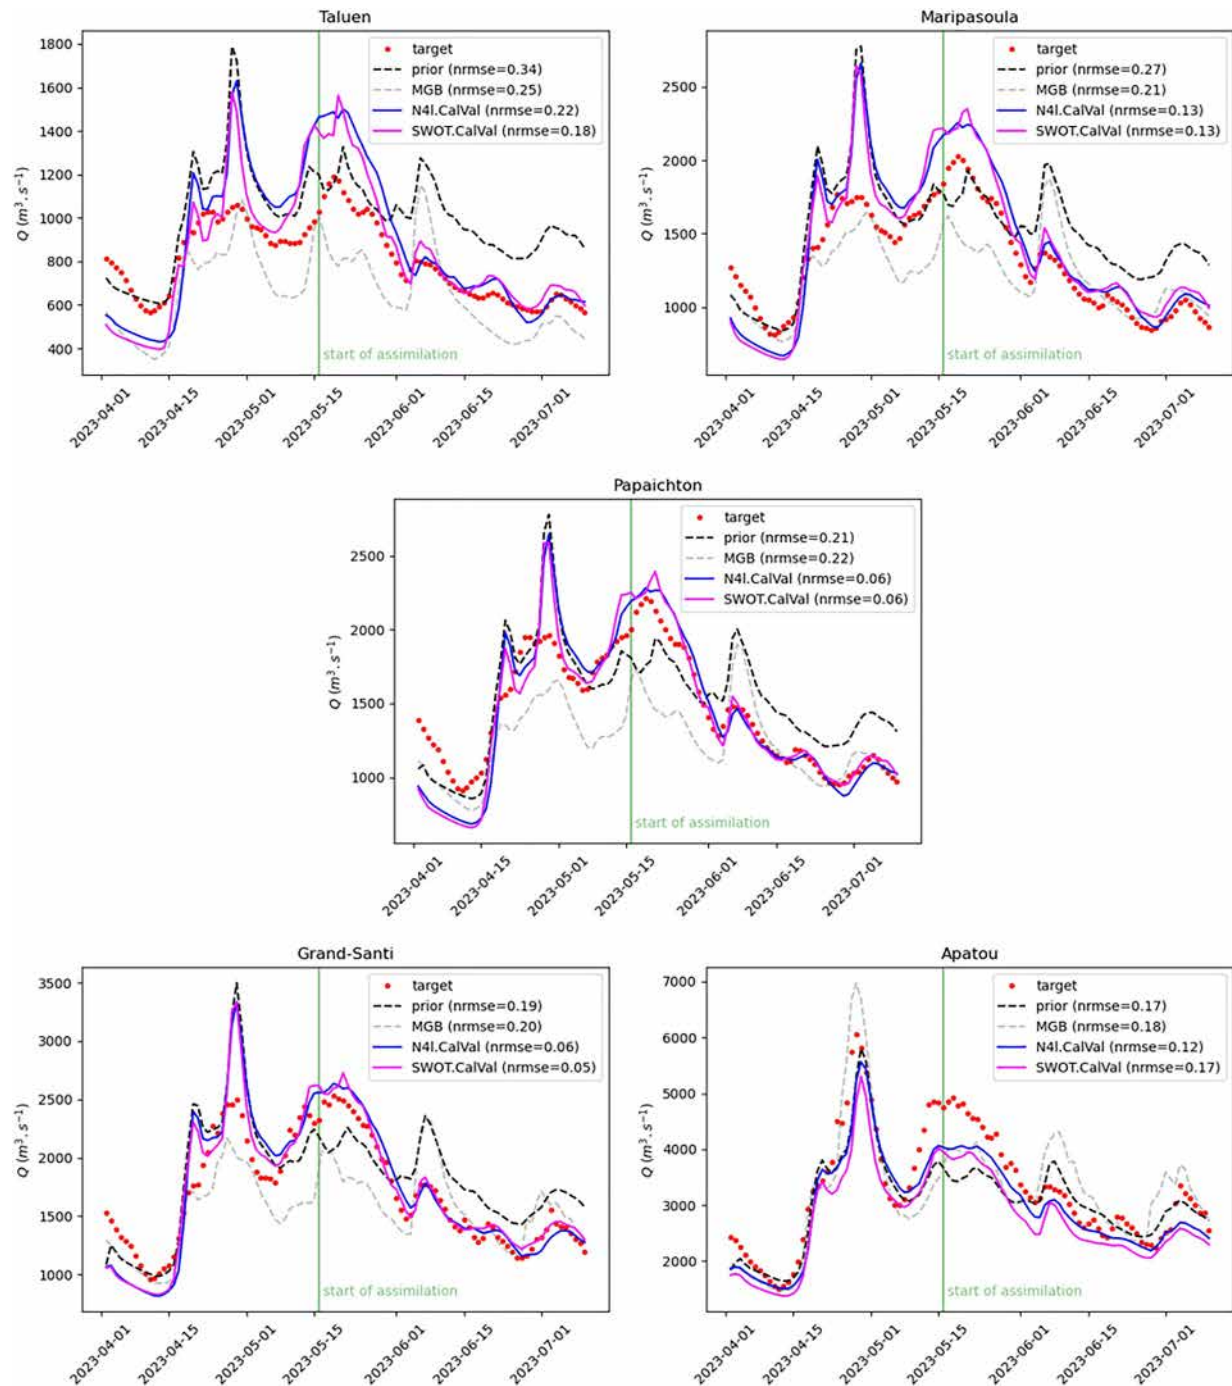 Taluen
1800
1600
1400
1200
1000
800
600
400
Q (m³.s⁻¹)
target
prior (nrmse=0.34)
MGB (nrmse=0.25)
N4l.CalVal (nrmse=0.22)
SWOT.CalVal (nrmse=0.18)
start of assimilation
2023-04-01
2023-04-15
2023-05-01
2023-05-15
2023-06-01
2023-06-15
2023-07-01
Maripasoula
2500
2000
1500
1000
Q (m³.s⁻¹)
target
prior (nrmse=0.27)
MGB (nrmse=0.21)
N4l.CalVal (nrmse=0.13)
SWOT.CalVal (nrmse=0.13)
start of assimilation
2023-04-01
2023-04-15
2023-05-01
2023-05-15
2023-06-01
2023-06-15
2023-07-01
Papaichton
2500
2000
1500
1000
Q (m³.s⁻¹)
target
prior (nrmse=0.21)
MGB (nrmse=0.22)
N4l.CalVal (nrmse=0.06)
SWOT.CalVal (nrmse=0.06)
start of assimilation
2023-04-01
2023-04-15
2023-05-01
2023-05-15
2023-06-01
2023-06-15
2023-07-01
Grand-Santi
3500
3000
2500
2000
1500
1000
Q (m³.s⁻¹)
target
prior (nrmse=0.19)
MGB (nrmse=0.20)
N4l.CalVal (nrmse=0.06)
SWOT.CalVal (nrmse=0.05)
start of assimilation
2023-04-01
2023-04-15
2023-05-01
2023-05-15
2023-06-01
2023-06-15
2023-07-01
Apatou
7000
6000
5000
4000
3000
2000
Q (m³.s⁻¹)
target
prior (nrmse=0.17)
MGB (nrmse=0.18)
N4l.CalVal (nrmse=0.12)
SWOT.CalVal (nrmse=0.17)
start of assimilation
2023-04-01
2023-04-15
2023-05-01
2023-05-15
2023-06-01
2023-06-15
2023-07-01